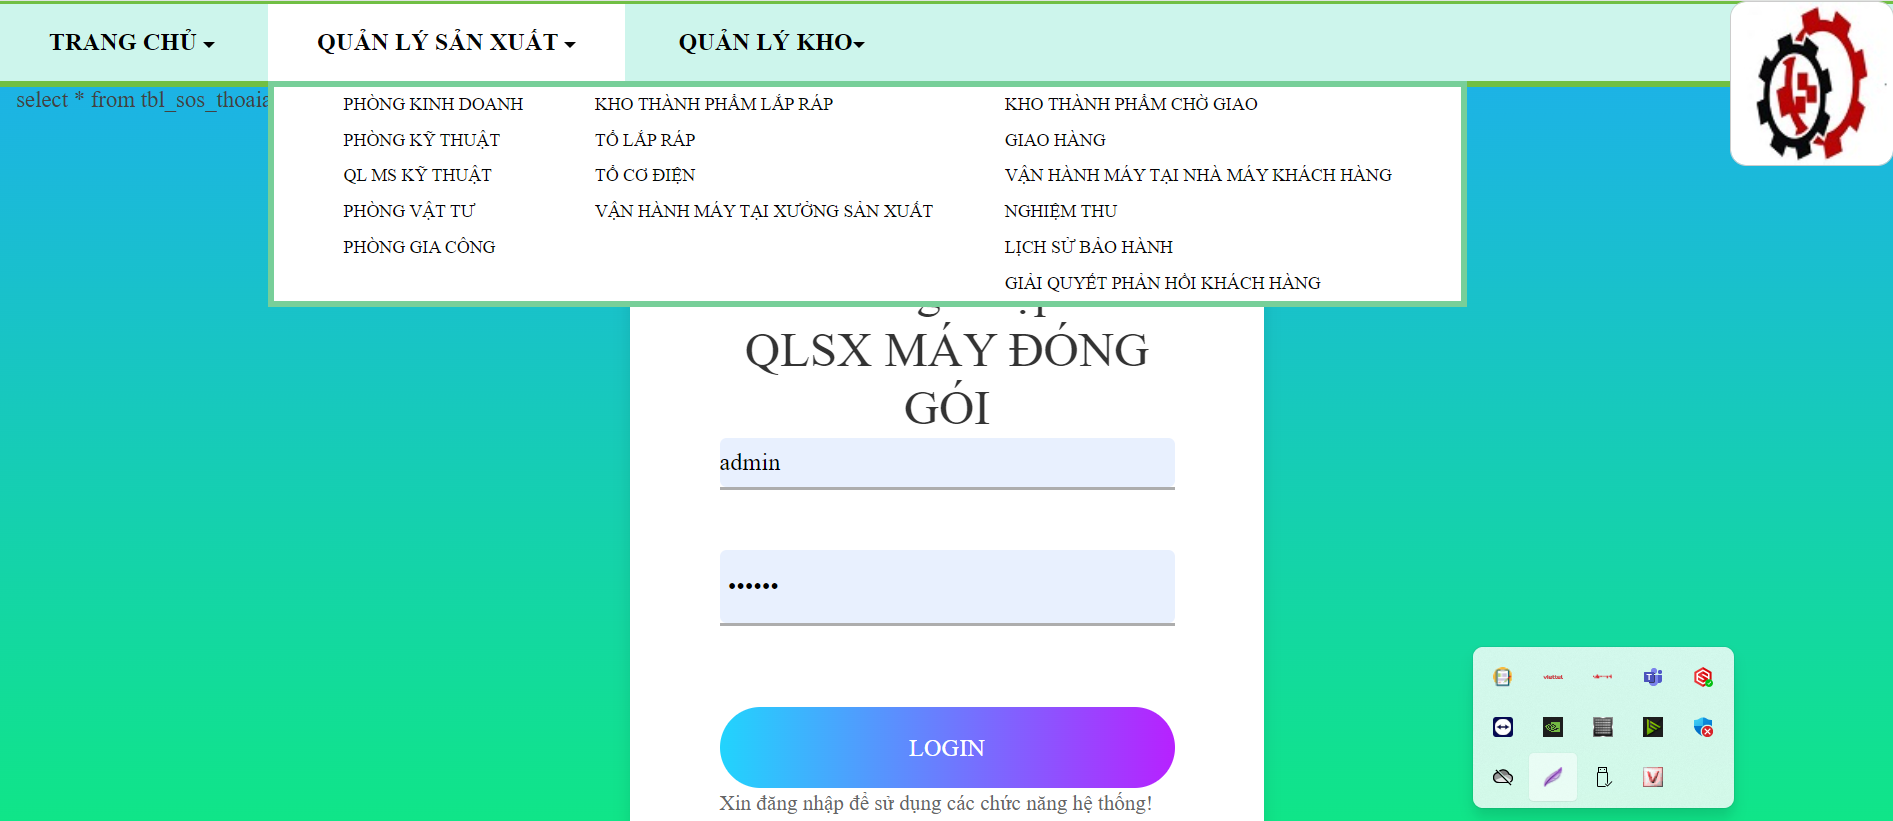 TRANG CHỦ
QUẢN LÝ SẢN XUẤT
QUẢN LÝ KHO
select * from tbl_sos_thoaia
PHÒNG KINH DOANH
PHÒNG KỸ THUẬT
QL MS KỸ THUẬT
PHÒNG VẬT TƯ
PHÒNG GIA CÔNG
KHO THÀNH PHẨM LẮP RÁP
TỔ LẮP RÁP
TỔ CƠ ĐIỆN
VẬN HÀNH MÁY TẠI XƯỞNG SẢN XUẤT
KHO THÀNH PHẨM CHỜ GIAO
GIAO HÀNG
VẬN HÀNH MÁY TẠI NHÀ MÁY KHÁCH HÀNG
NGHIỆM THU
LỊCH SỬ BẢO HÀNH
GIẢI QUYẾT PHẢN HỒI KHÁCH HÀNG
QLSX MÁY ĐÓNG
GÓI
admin
LOGIN
Xin đăng nhập để sử dụng các chức năng hệ thống!
viettel